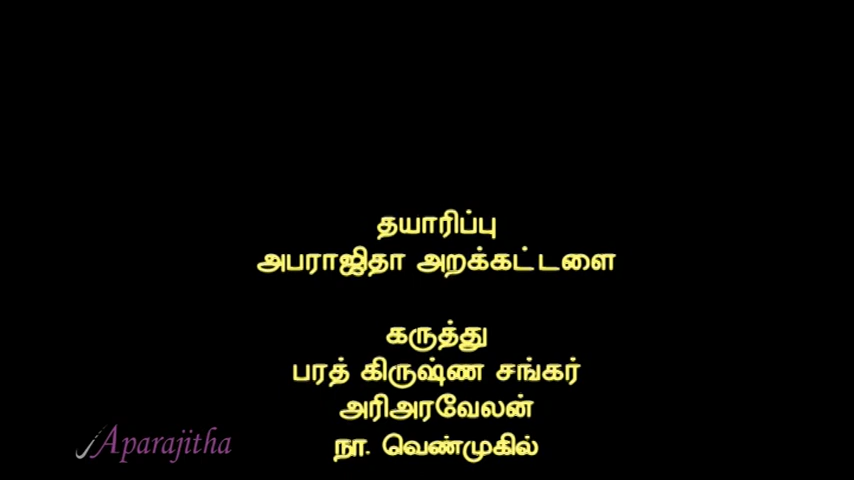 தயாரிப்பு
அபராஜிதா அறக்கட்டளை
கருத்து
பரத் கிருஷ்ண சங்கர்
அரிஅரவேலன்
நா. வெண்முகில்
Aparajitha